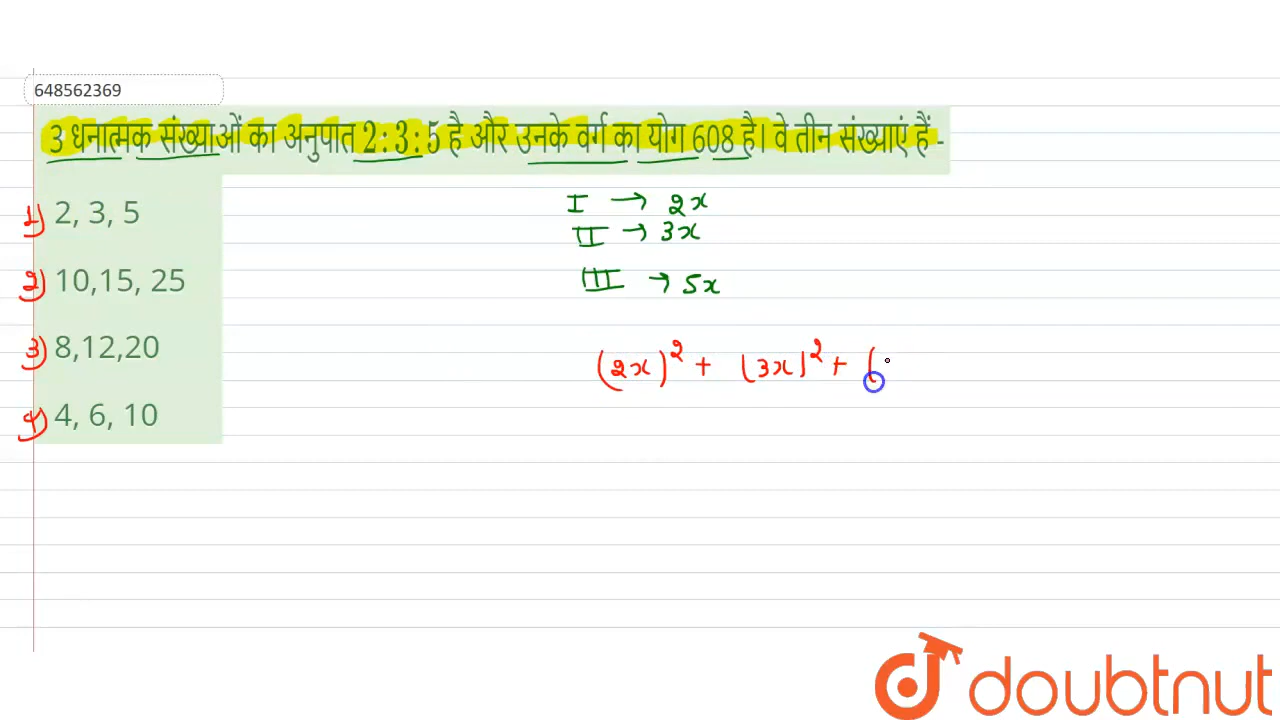 648562369
3 धनात्मक संख्याओं का अनुपात 2 : 3 : 5 है और उनके वर्ग का योग 608 है। वे तीन संख्याएं हैं -
1) 2, 3, 5
2) 10,15, 25
3) 8,12,20
4) 4, 6, 10
I → 2x
II → 3x
III → 5x
(2x)² + (3x)² + (
doubtnut